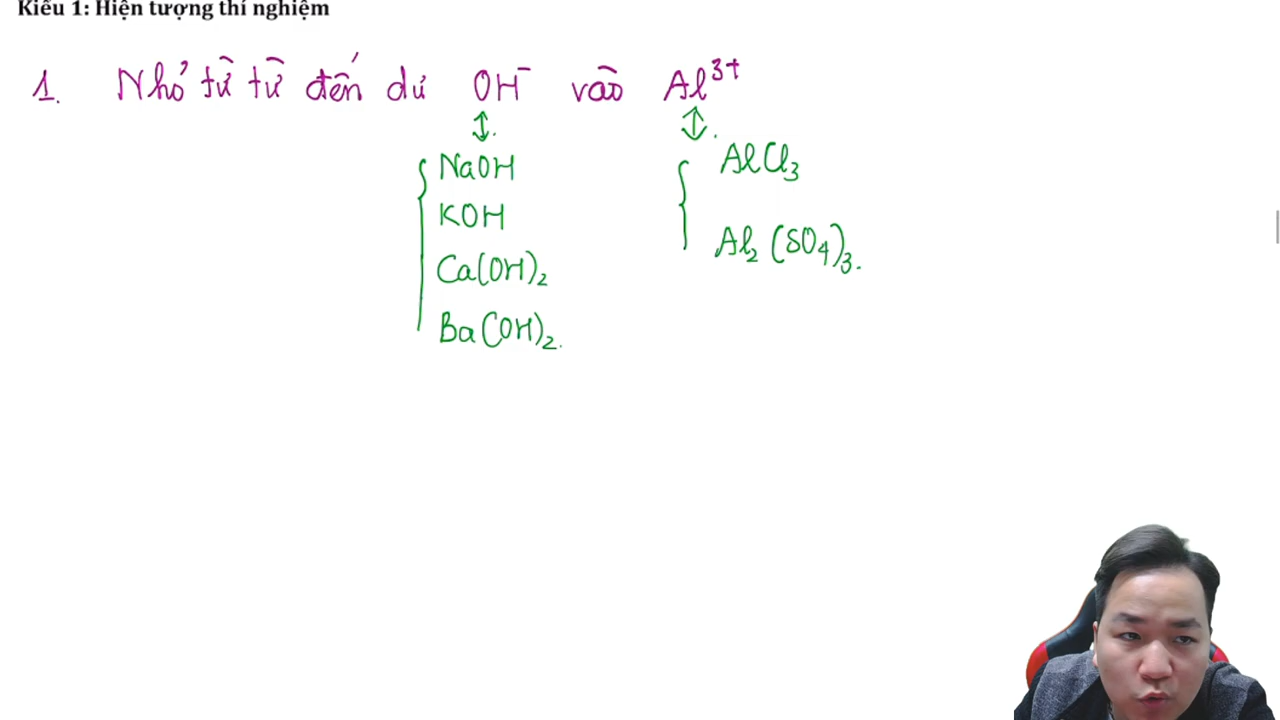 Kiểu 1: Hiện tượng thí nghiệm
1. Nhỏ từ từ đến dư OH⁻ vào Al³⁺
NaOH
KOH
Ca(OH)₂
Ba(OH)₂.
AlCl₃
Al₂(SO₄)₃.